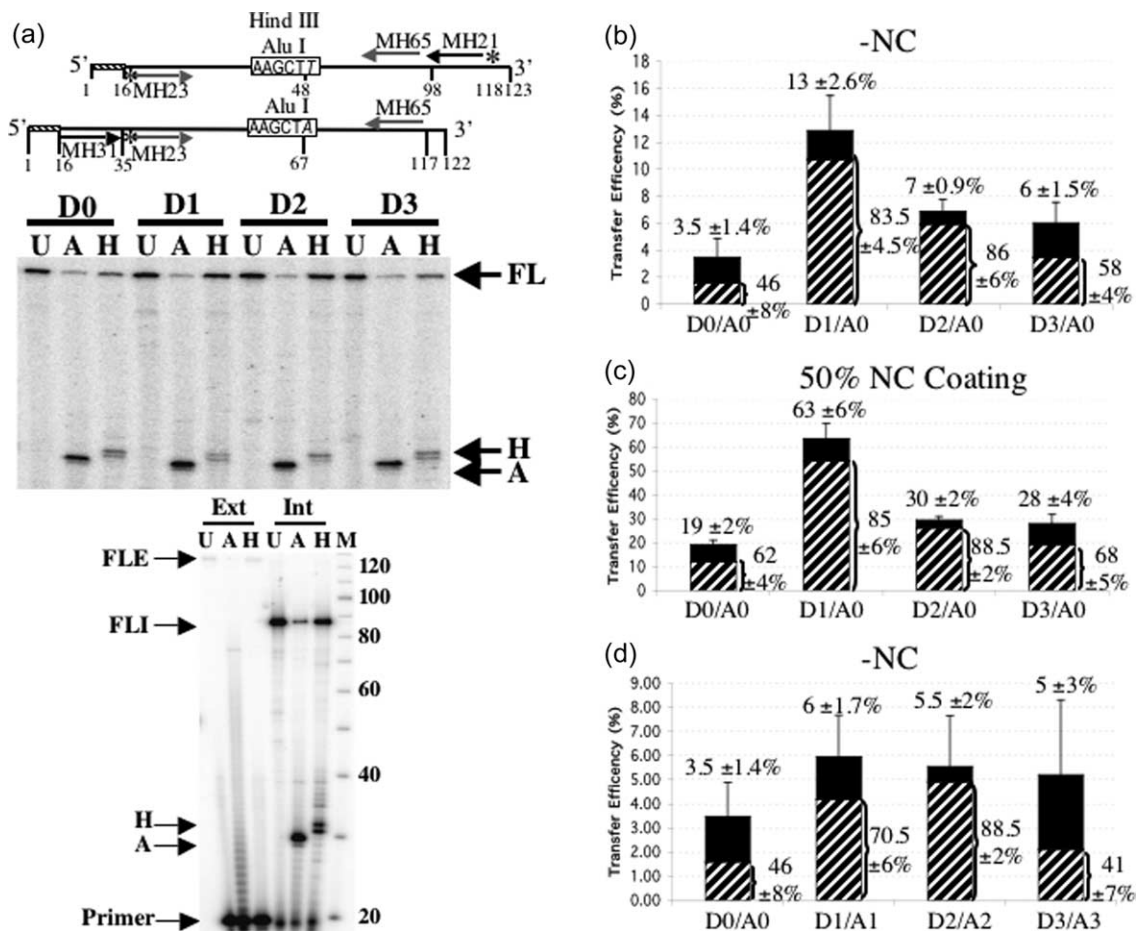 (a)
Hind III
Alu I
MH65 MH21
5' AAGCTT * 3'
*
1 16 MH23 48 98 118 123
Alu I
MH65
5' AAGCTA 3'
MH31 * MH23
1 16 35 67 117 122
D0 D1 D2 D3
U A H U A H U A H U A H
FL
H
A
Ext Int
U A H U A H M
FLE
120
100
FLI
80
60
40
H
A
Primer
20
(b)
-NC
Transfer Efficency (%)
18
16
14
12
10
8
6
4
2
0
3.5 ±1.4%
13 ±2.6%
7 ±0.9%
6 ±1.5%
46
±8%
83.5
±4.5%
86
±6%
58
±4%
D0/A0 D1/A0 D2/A0 D3/A0
(c)
50% NC Coating
Transfer Efficency (%)
80
70
60
50
40
30
20
10
0
19 ±2%
63 ±6%
30 ±2%
28 ±4%
62
±4%
85
±6%
88.5
±2%
68
±5%
D0/A0 D1/A0 D2/A0 D3/A0
(d)
-NC
Transfer Efficency (%)
9.00
8.00
7.00
6.00
5.00
4.00
3.00
2.00
1.00
0.00
3.5 ±1.4%
6 ±1.7%
5.5 ±2%
5 ±3%
46
±8%
70.5
±6%
88.5
±2%
41
±7%
D0/A0 D1/A1 D2/A2 D3/A3